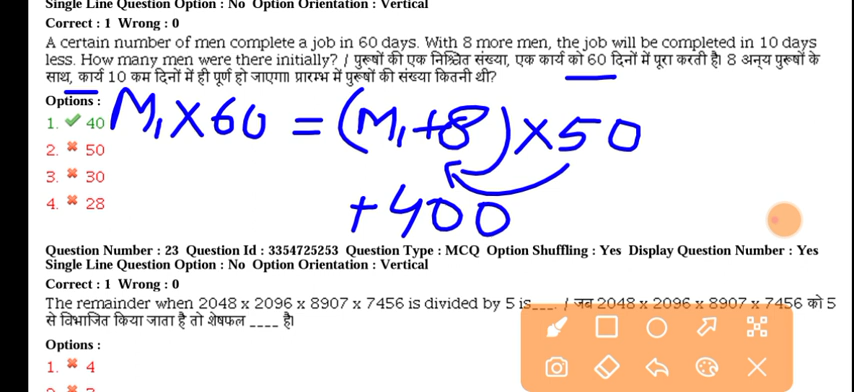 Single Line Question Option : No Option Orientation : Vertical
Correct : 1 Wrong : 0
A certain number of men complete a job in 60 days. With 8 more men, the job will be completed in 10 days
less. How many men were there initially? / पुरूषों की एक निश्चित संख्या, एक कार्य को 60 दिनों में पूरा करती है। 8 अन्य पुरूषों के
साथ, कार्य 10 कम दिनों में ही पूर्ण हो जाएगा। प्रारम्भ में पुरूषों की संख्या कितनी थी?
Options :
1. ✔ 40
M₁ X 60 = (M₁+8) X 50
2. ✖ 50
3. ✖ 30
4. ✖ 28
+400
Question Number : 23 Question Id : 3354725253 Question Type : MCQ Option Shuffling : Yes Display Question Number : Yes
Single Line Question Option : No Option Orientation : Vertical
Correct : 1 Wrong : 0
The remainder when 2048 x 2096 x 8907 x 7456 is divided by 5 is___. / जब 2048 x 2096 x 8907 x 7456 को 5
से विभाजित किया जाता है तो शेषफल ____ है।
Options :
1. ✖ 4